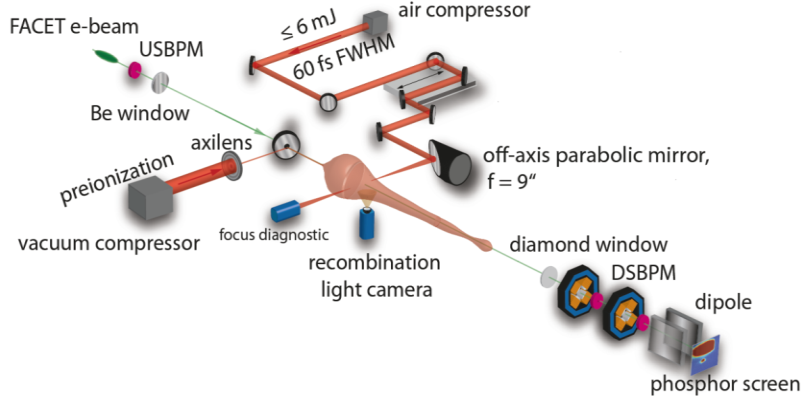 air compressor
≤ 6 mJ
60 fs FWHM
FACET e-beam
USBPM
Be window
axilens
preionization
vacuum compressor
off-axis parabolic mirror,
f = 9“
focus diagnostic
recombination
light camera
diamond window
DSBPM
dipole
phosphor screen